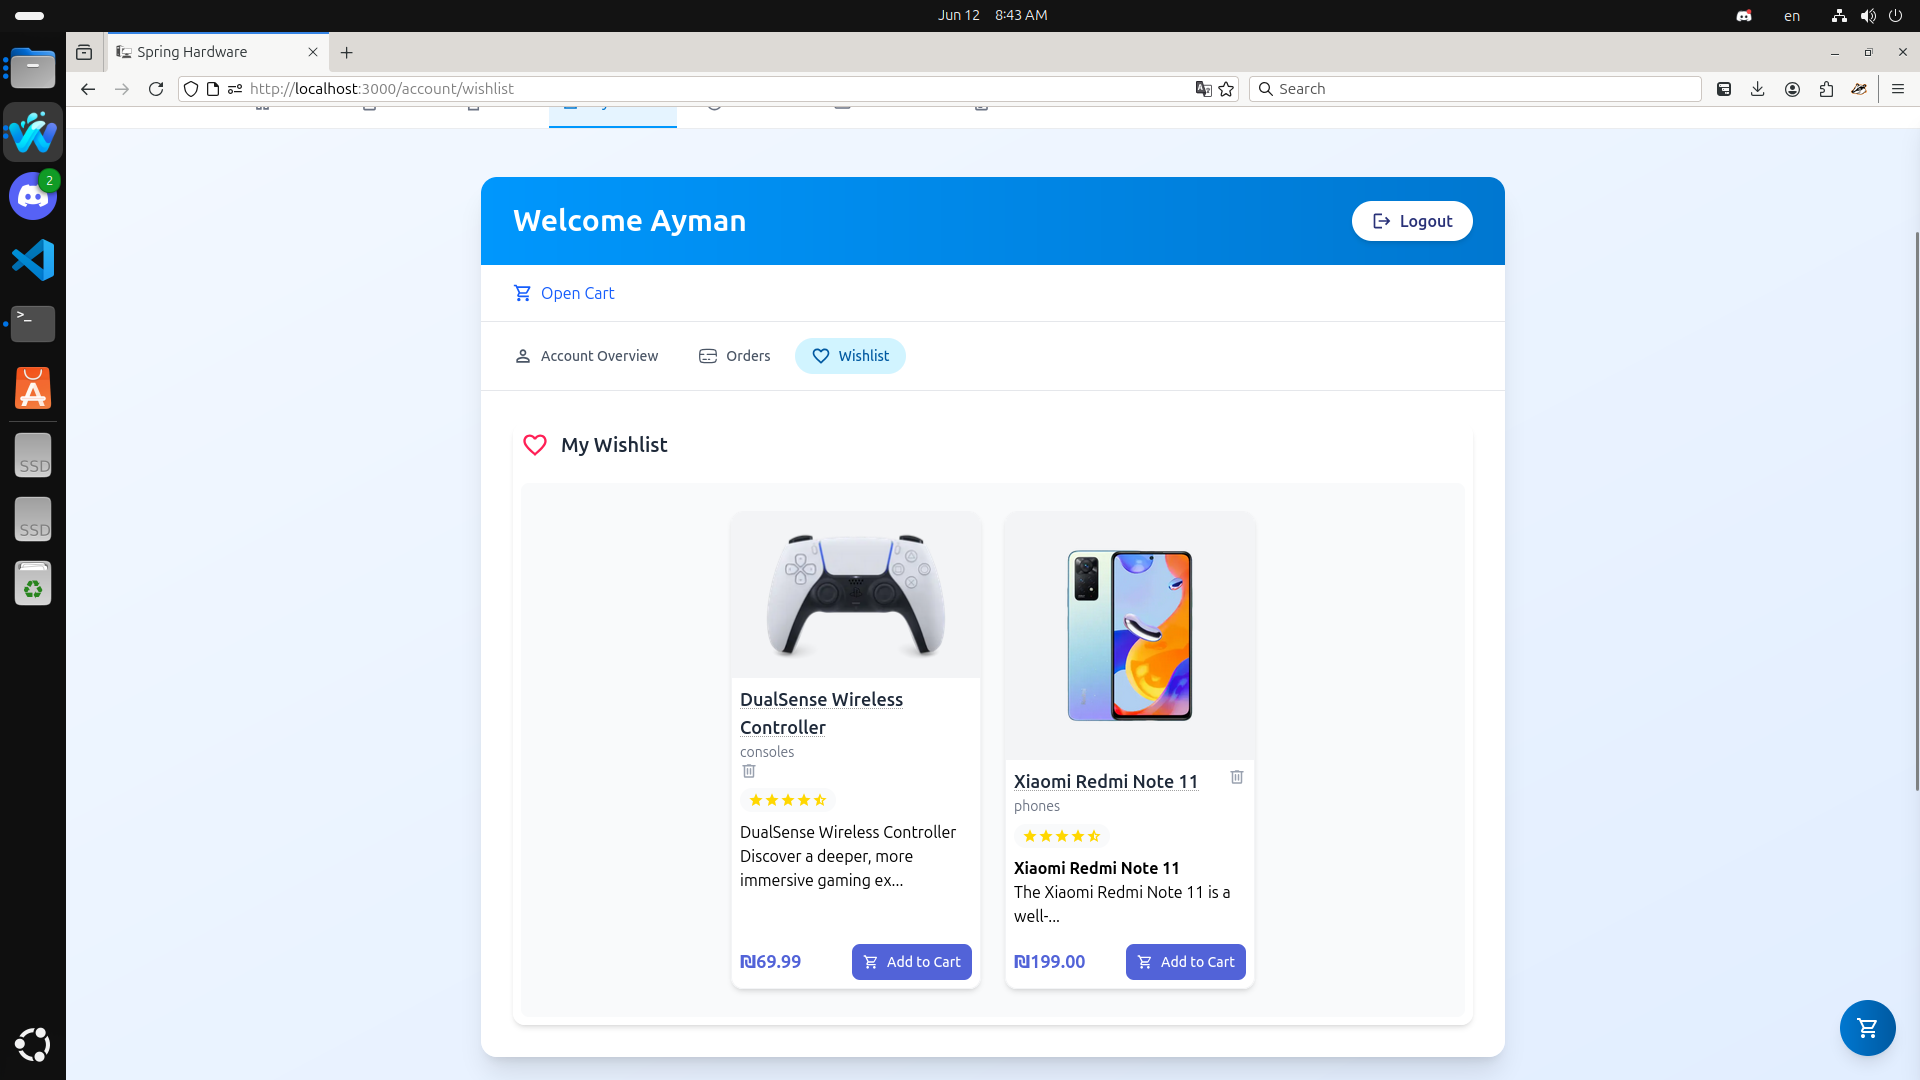 Jun 12 8:43 AM
en
Spring Hardware
http://localhost:3000/account/wishlist
Search
2
>_
SSD
SSD
Welcome Ayman
Logout
Open Cart
Account Overview
Orders
Wishlist
My Wishlist
DualSense Wireless
Controller
consoles
DualSense Wireless Controller
Discover a deeper, more
immersive gaming ex...
₪69.99
Add to Cart
Xiaomi Redmi Note 11
phones
Xiaomi Redmi Note 11
The Xiaomi Redmi Note 11 is a
well-...
₪199.00
Add to Cart